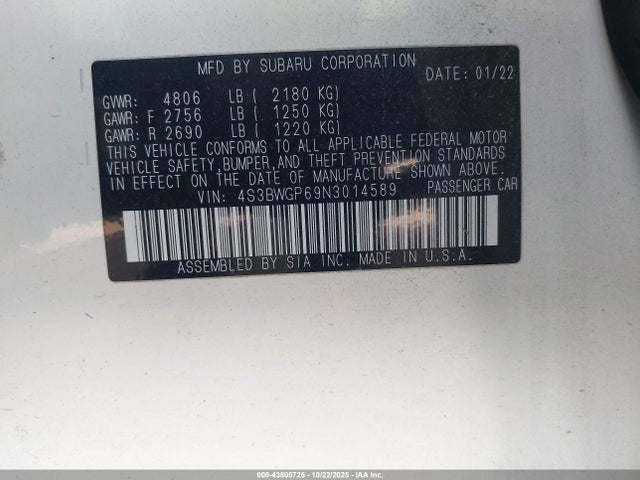 MFD BY SUBARU CORPORATION
DATE: 01/22
GVWR: 4806 LB ( 2180 KG)
GAWR: F 2756 LB ( 1250 KG)
GAWR: R 2690 LB ( 1220 KG)
THIS VEHICLE CONFORMS TO ALL APPLICABLE FEDERAL MOTOR
VEHICLE SAFETY, BUMPER, AND THEFT PREVENTION STANDARDS
IN EFFECT ON THE DATE OF MANUFACTURE SHOWN ABOVE.
VIN: 4S3BWGP69N3014589 PASSENGER CAR
ASSEMBLED BY SIA INC. MADE IN U.S.A.
000-43505726 - 10/22/2025 - IAA Inc.